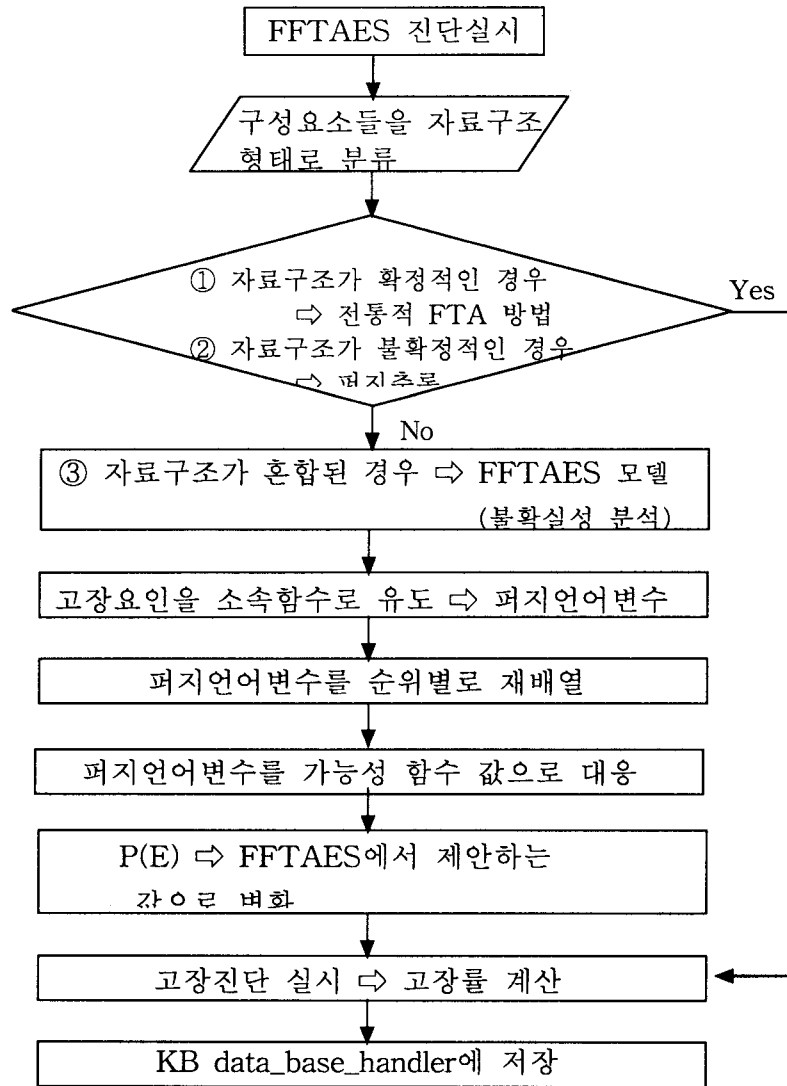 FFTAES 진단실시
구성요소들을 자료구조
형태로 분류
① 자료구조가 확정적인 경우
⇨ 전통적 FTA 방법
Yes
② 자료구조가 불확정적인 경우
⇨ 퍼지추론
No
③ 자료구조가 혼합된 경우 ⇨ FFTAES 모델
(불확실성 분석)
고장요인을 소속함수로 유도 ⇨ 퍼지언어변수
퍼지언어변수를 순위별로 재배열
퍼지언어변수를 가능성 함수 값으로 대응
P(E) ⇨ FFTAES에서 제안하는
값으로
고장진단 실시 ⇨ 고장률 계산
KB data_base_handler에 저장